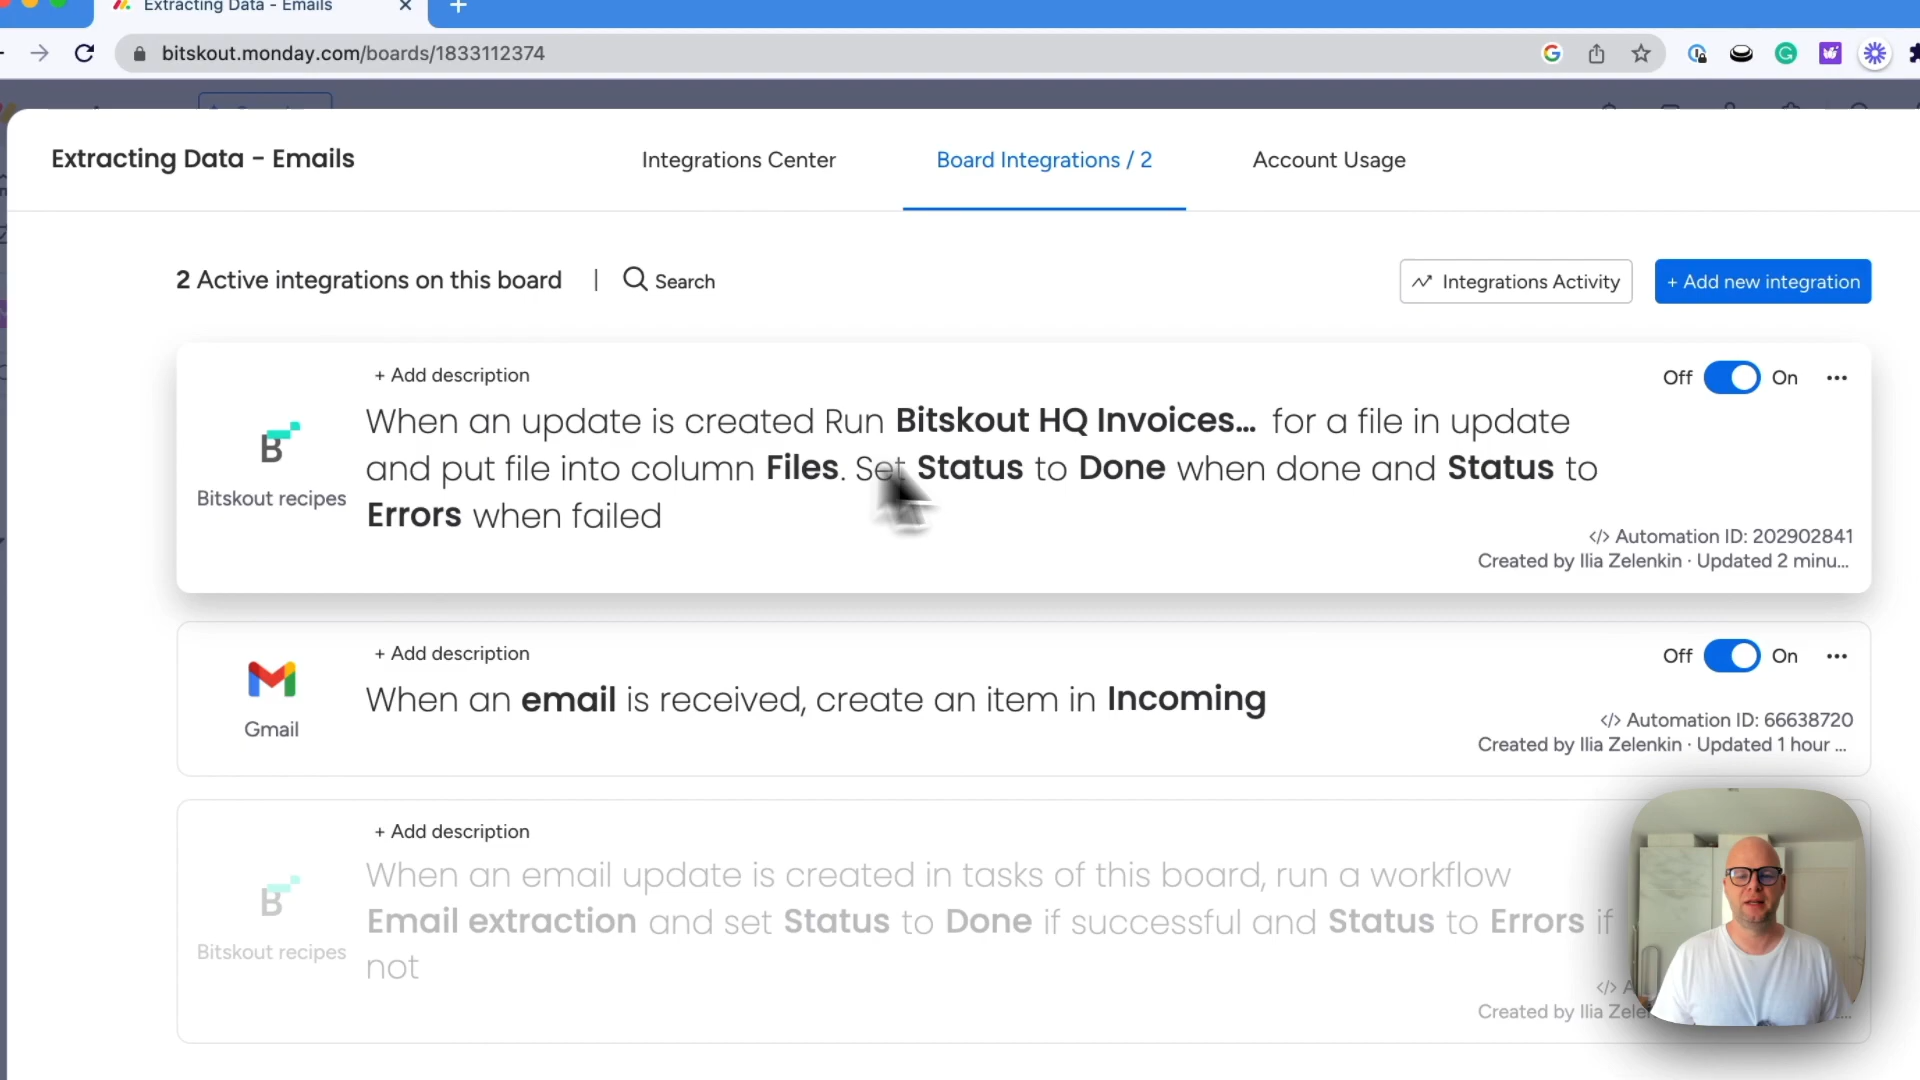 Extracting Data - Emails
bitskout.monday.com/boards/1833112374
Extracting Data - Emails
Integrations Center
Board Integrations / 2
Account Usage
2 Active integrations on this board
Search
Integrations Activity
+ Add new integration
+ Add description
Off
On
When an update is created Run Bitskout HQ Invoices... for a file in update
and put file into column Files. Set Status to Done when done and Status to
Errors when failed
Bitskout recipes
</> Automation ID: 202902841
Created by Ilia Zelenkin · Updated 2 minu...
+ Add description
Off
On
When an email is received, create an item in Incoming
Gmail
</> Automation ID: 66638720
Created by Ilia Zelenkin · Updated 1 hour ...
+ Add description
When an email update is created in tasks of this board, run a workflow
Email extraction and set Status to Done if successful and Status to Errors if
not
Bitskout recipes
Created by Ilia